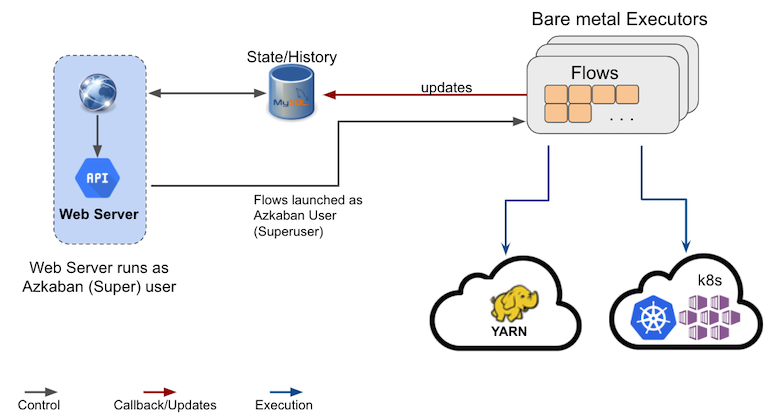 Bare metal Executors
State/History
Flows
updates
MySQL
. . .
API
Web Server
Flows launched as
Azkaban User
(Superuser)
Web Server runs as
Azkaban (Super) user
k8s
YARN
Control
Callback/Updates
Execution